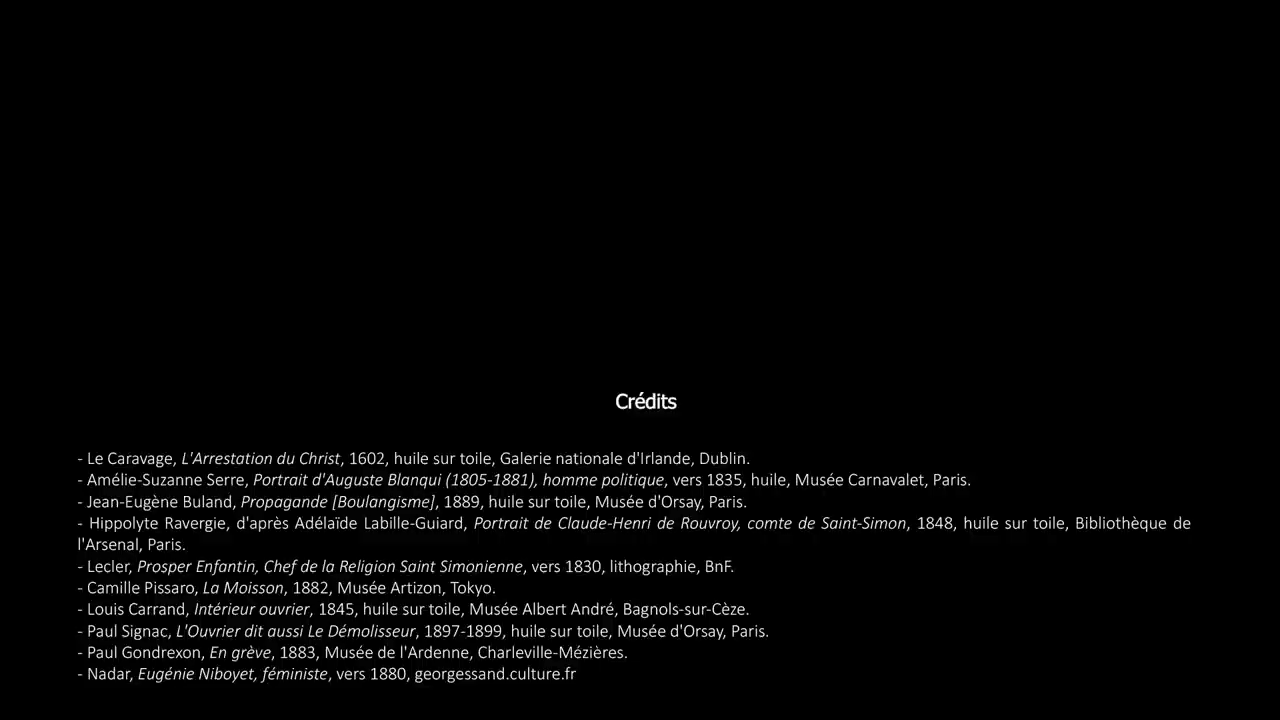 Crédits
- Le Caravage, L'Arrestation du Christ, 1602, huile sur toile, Galerie nationale d'Irlande, Dublin.
- Amélie-Suzanne Serre, Portrait d'Auguste Blanqui (1805-1881), homme politique, vers 1835, huile, Musée Carnavalet, Paris.
- Jean-Eugène Buland, Propagande [Boulangisme], 1889, huile sur toile, Musée d'Orsay, Paris.
- Hippolyte Ravergie, d'après Adélaïde Labille-Guiard, Portrait de Claude-Henri de Rouvroy, comte de Saint-Simon, 1848, huile sur toile, Bibliothèque de
l'Arsenal, Paris.
- Lecler, Prosper Enfantin, Chef de la Religion Saint Simonienne, vers 1830, lithographie, BnF.
- Camille Pissaro, La Moisson, 1882, Musée Artizon, Tokyo.
- Louis Carrand, Intérieur ouvrier, 1845, huile sur toile, Musée Albert André, Bagnols-sur-Cèze.
- Paul Signac, L'Ouvrier dit aussi Le Démolisseur, 1897-1899, huile sur toile, Musée d'Orsay, Paris.
- Paul Gondrexon, En grève, 1883, Musée de l'Ardenne, Charleville-Mézières.
- Nadar, Eugénie Niboyet, féministe, vers 1880, georgessand.culture.fr